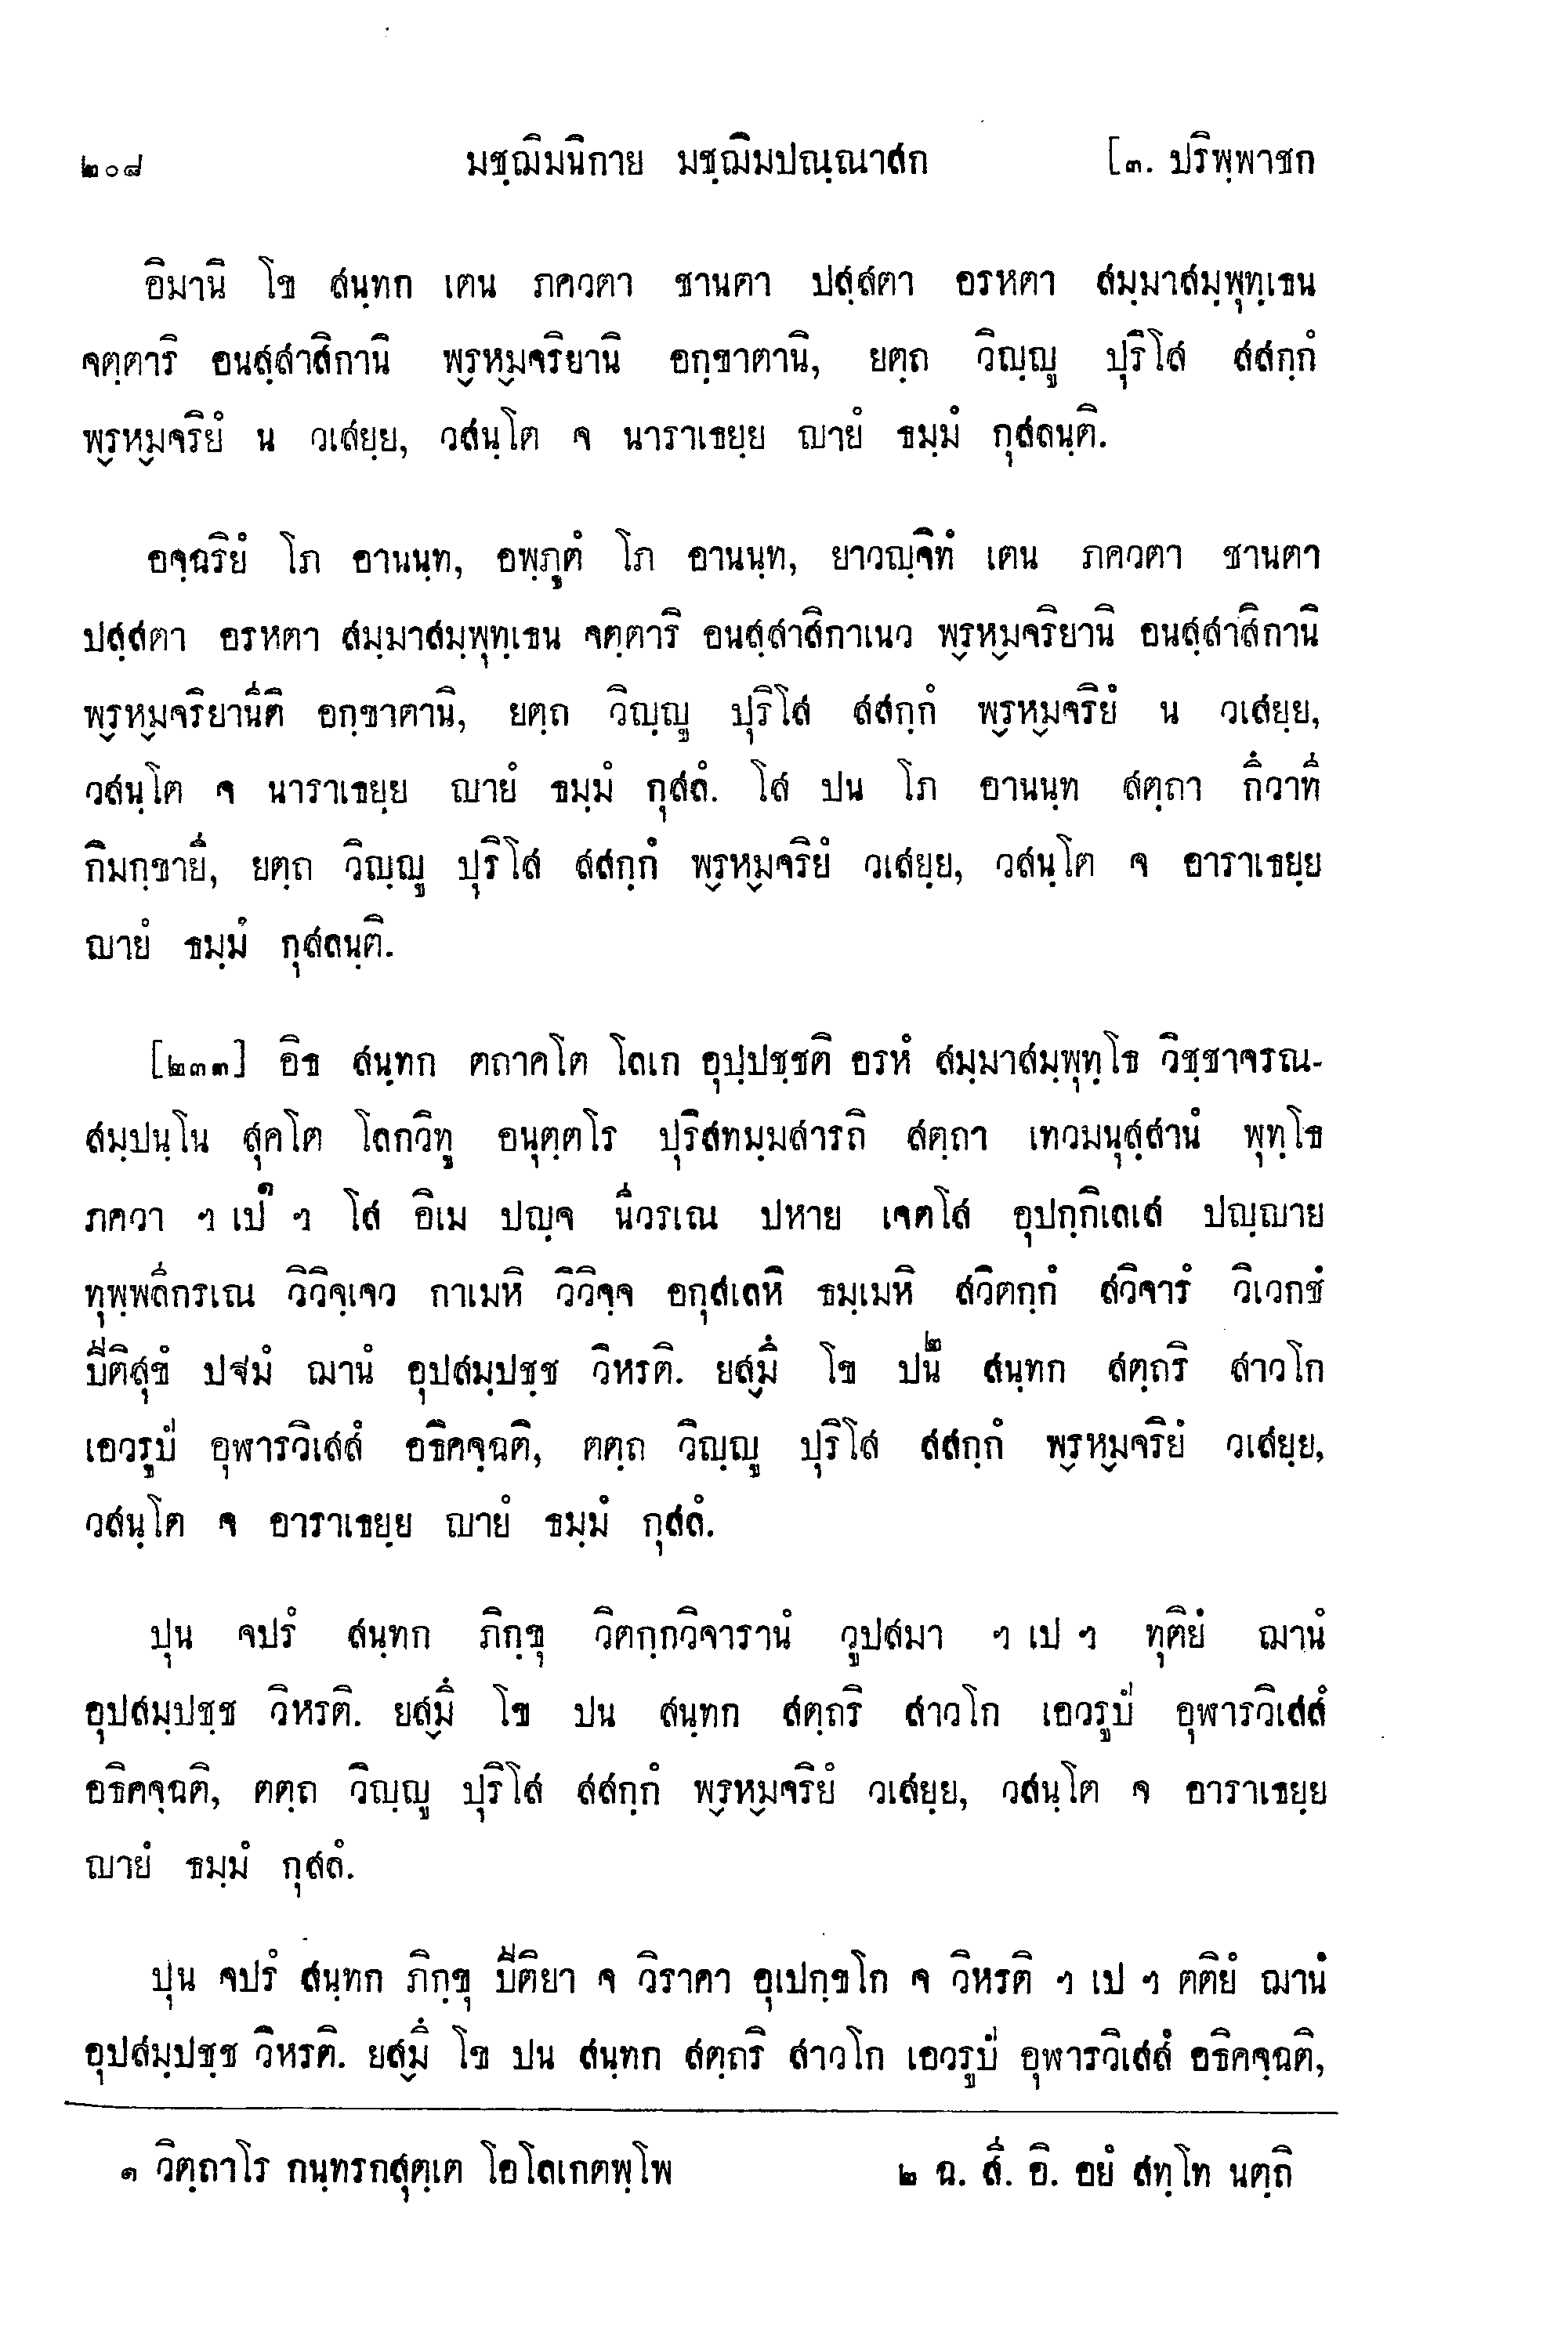 ๒๐๘ มชฺฌิมนิกาย มชฺฌิมปณฺณาสก [๓. ปริพฺพาชก
อิมานิ โข สนฺทก เตน ภควตา ชานตา ปสฺสตา อรหตา สมฺมาสมฺพุทฺเธน
จตฺตาริ อนสฺสาสิกานิ พฺรหฺมจริยานิ อกฺขาตานิ, ยตฺถ วิญฺญู ปุริโส สสกฺกํ
พฺรหฺมจริยํ น วเสยฺย, วสนฺโต จ นาราเธยฺย ญายํ ธมฺมํ กุสลนฺติ.
อจฺฉริยํ โภ อานนฺท, อพฺภูตํ โภ อานนฺท, ยาวญฺจิทํ เตน ภควตา ชานตา
ปสฺสตา อรหตา สมฺมาสมฺพุทฺเธน จตฺตาริ อนสฺสาสิกาเนว พฺรหฺมจริยานิ อนสฺสาสิกานิ
พฺรหฺมจริยานีติ อกฺขาตานิ, ยตฺถ วิญฺญู ปุริโส สสกฺกํ พฺรหฺมจริยํ น วเสยฺย,
วสนฺโต จ นาราเธยฺย ญายํ ธมฺมํ กุสลํ. โส ปน โภ อานนฺท สตฺถา กึวาที
กิมกฺขายี, ยตฺถ วิญฺญู ปุริโส สสกฺกํ พฺรหฺมจริยํ วเสยฺย, วสนฺโต จ อาราเธยฺย
ญายํ ธมฺมํ กุสลนฺติ.
[๒๓๓] อิธ สนฺทก ตถาคโต โลเก อุปฺปชฺชติ อรหํ สมฺมาสมฺพุทฺโธ วิชฺชาจรณ-
สมฺปนฺโน สุคโต โลกวิทู อนุตฺตโร ปุริสทมฺมสารถิ สตฺถา เทวมนุสฺสานํ พุทฺโธ
ภควา ฯ เป๑ ฯ โส อิเม ปญฺจ นีวรเณ ปหาย เจตโส อุปกฺกิเลเส ปญฺญาย
ทุพฺพลีกรเณ วิวิจฺเจว กาเมหิ วิวิจฺจ อกุสเลหิ ธมฺเมหิ สวิตกฺกํ สวิจารํ วิเวกชํ
ปีติสุขํ ปฐมํ ฌานํ อุปสมฺปชฺช วิหรติ. ยสฺมึ โข ปนํ๒ สนฺทก สตฺถริ สาวโก
เอวรูปํ อุฬารวิเสสํ อธิคจฺฉติ, ตตฺถ วิญฺญู ปุริโส สสกฺกํ พฺรหฺมจริยํ วเสยฺย,
วสนฺโต จ อาราเธยฺย ญายํ ธมฺมํ กุสลํ.
ปุน จปรํ สนฺทก ภิกฺขุ วิตกฺกวิจารานํ วูปสมา ฯ เป ฯ ทุติยํ ฌานํ
อุปสมฺปชฺช วิหรติ. ยสฺมึ โข ปน สนฺทก สตฺถริ สาวโก เอวรูปํ อุฬารวิเสสํ
อธิคจฺฉติ, ตตฺถ วิญฺญู ปุริโส สสกฺกํ พฺรหฺมจริยํ วเสยฺย, วสนฺโต จ อาราเธยฺย
ญายํ ธมฺมํ กุสลํ.
ปุน จปรํ สนฺทก ภิกฺขุ ปีติยา จ วิราคา อุเปกฺขโก จ วิหรติ ฯ เป ฯ ตติยํ ฌานํ
อุปสมฺปชฺช วิหรติ. ยสฺมึ โข ปน สนฺทก สตฺถริ สาวโก เอวรูปํ อุฬารวิเสสํ อธิคจฺฉติ,
๑ วิตฺถาโร กนฺทรกสุตฺเต โอโลเกตพฺโพ ๒ ฉ. สี. อิ. อยํ สทฺโท นตฺถิ